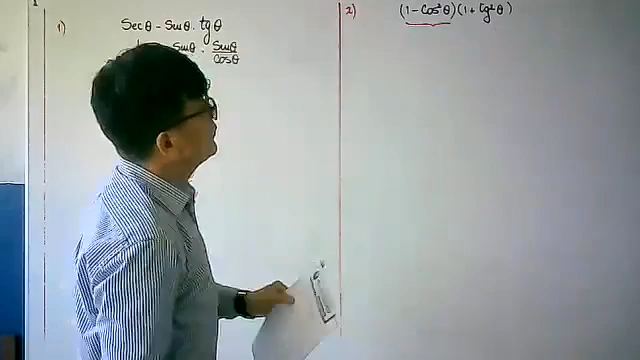 1) Secθ - Senθ . tgθ
Senθ . Senθ/Cosθ
2) (1 - Cos²θ)(1 + tg²θ)